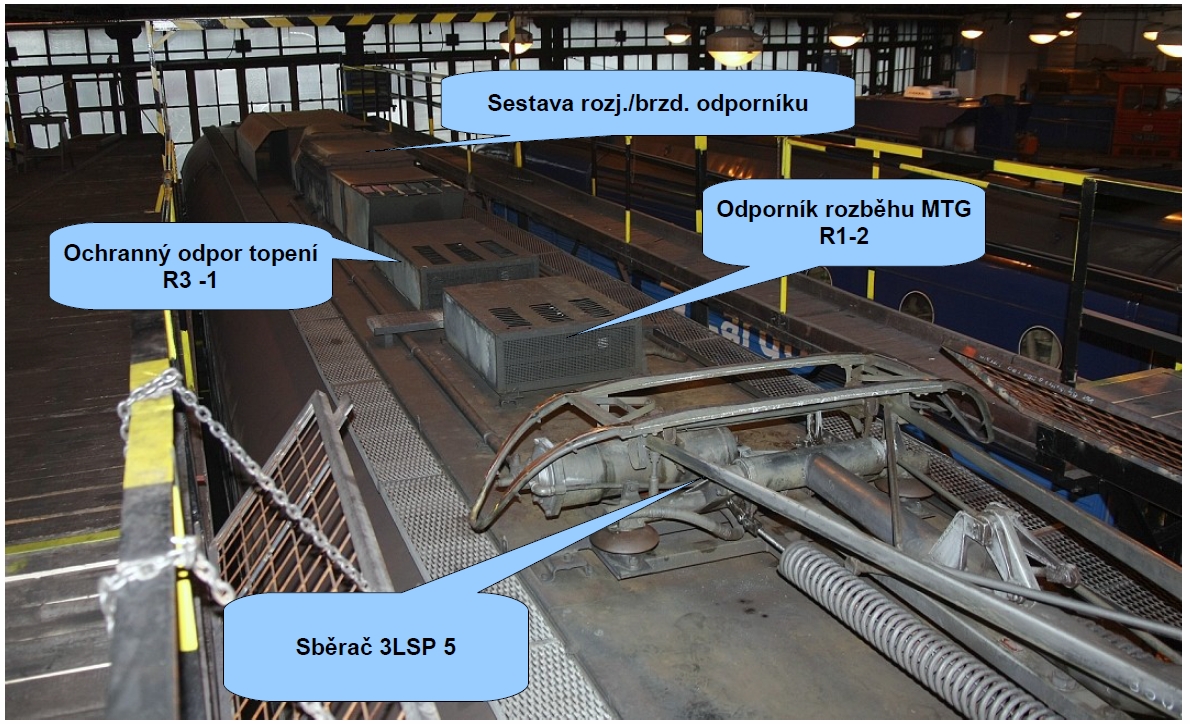 Sestava rozj./brzd. odporníku
Odporník rozběhu MTG
R1-2
Ochranný odpor topení
R3 -1
Sběrač 3LSP 5